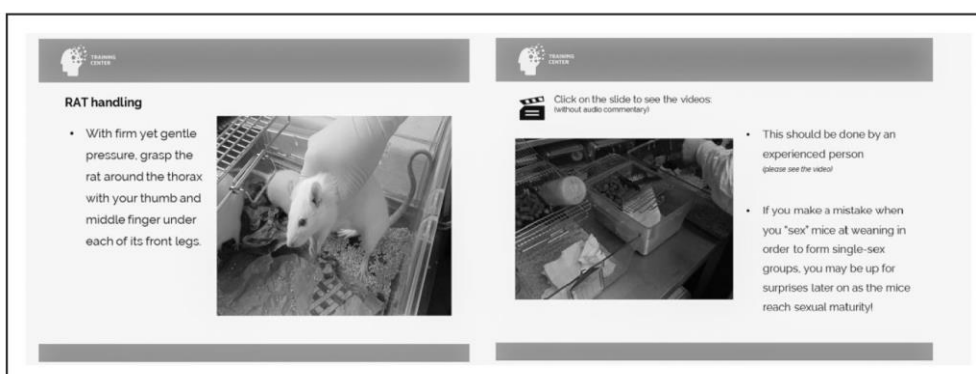 TRAINING
CENTER
RAT handling
• With firm yet gentle
pressure, grasp the
rat around the thorax
with your thumb and
middle finger under
each of its front legs.
TRAINING
CENTER
Click on the slide to see the videos:
(without audio commentary)
• This should be done by an
experienced person
(please see the video)
• If you make a mistake when
you "sex" mice at weaning in
order to form single-sex
groups, you may be up for
surprises later on as the mice
reach sexual maturity!